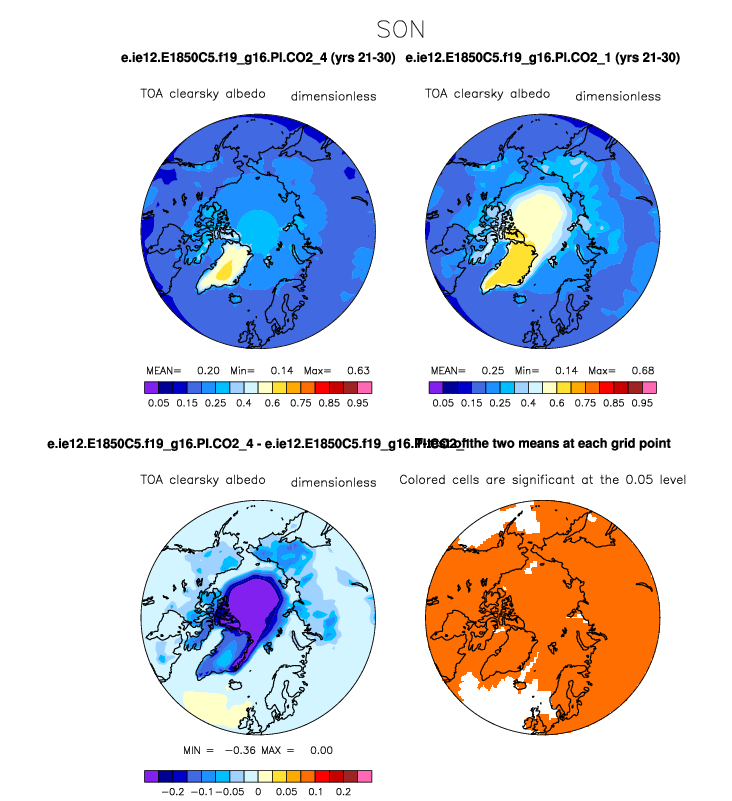 SON
e.ie12.E1850C5.f19_g16.PI.CO2_4 (yrs 21-30) e.ie12.E1850C5.f19_g16.PI.CO2_1 (yrs 21-30)
TOA clearsky albedo dimensionless TOA clearsky albedo dimensionless
MEAN= 0.20 Min= 0.14 Max= 0.63 MEAN= 0.25 Min= 0.14 Max= 0.68
0.05 0.15 0.25 0.4 0.6 0.75 0.85 0.95 0.05 0.15 0.25 0.4 0.6 0.75 0.85 0.95
e.ie12.E1850C5.f19_g16.PI.CO2_4 - e.ie12.E1850C5.f19_g16.PI.CO2_1 T-test of the two means at each grid point
TOA clearsky albedo dimensionless Colored cells are significant at the 0.05 level
MIN = -0.36 MAX = 0.00
-0.2 -0.1 -0.05 0 0.05 0.1 0.2